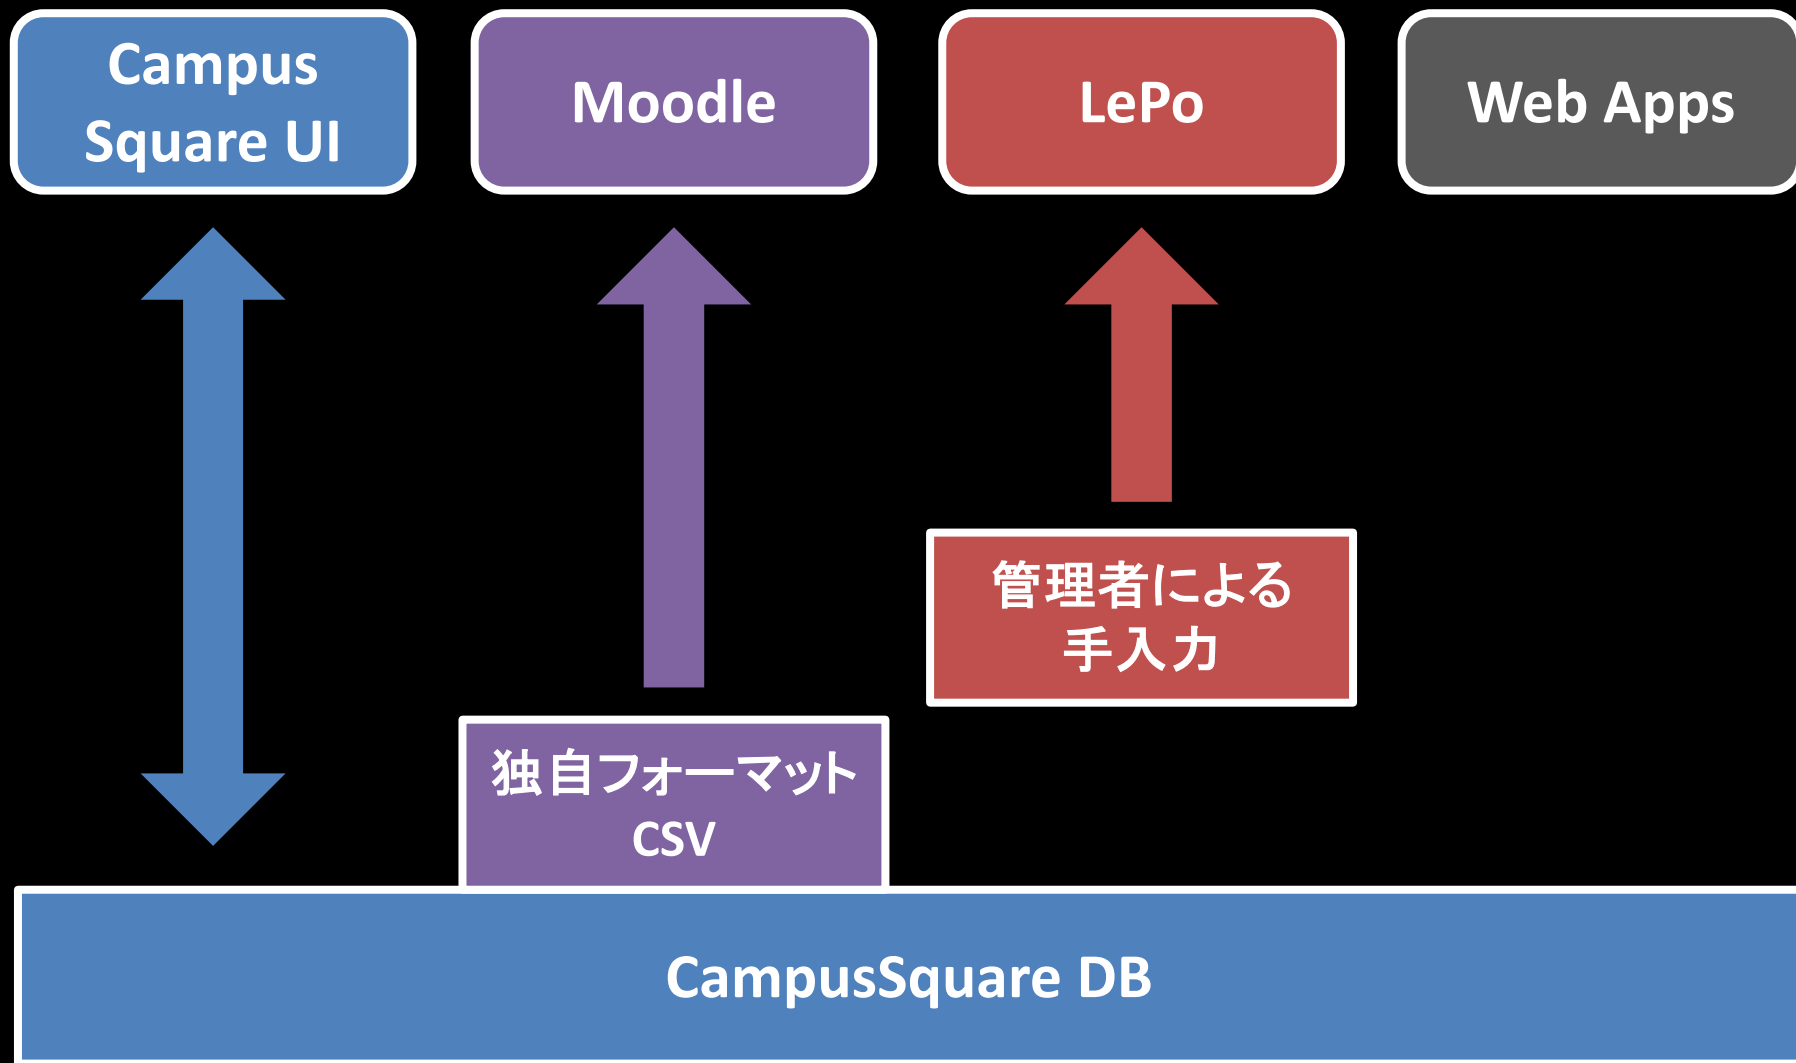 Campus
Square UI
Moodle
LePo
Web Apps
管理者による
手入力
独自フォーマット
CSV
CampusSquare DB